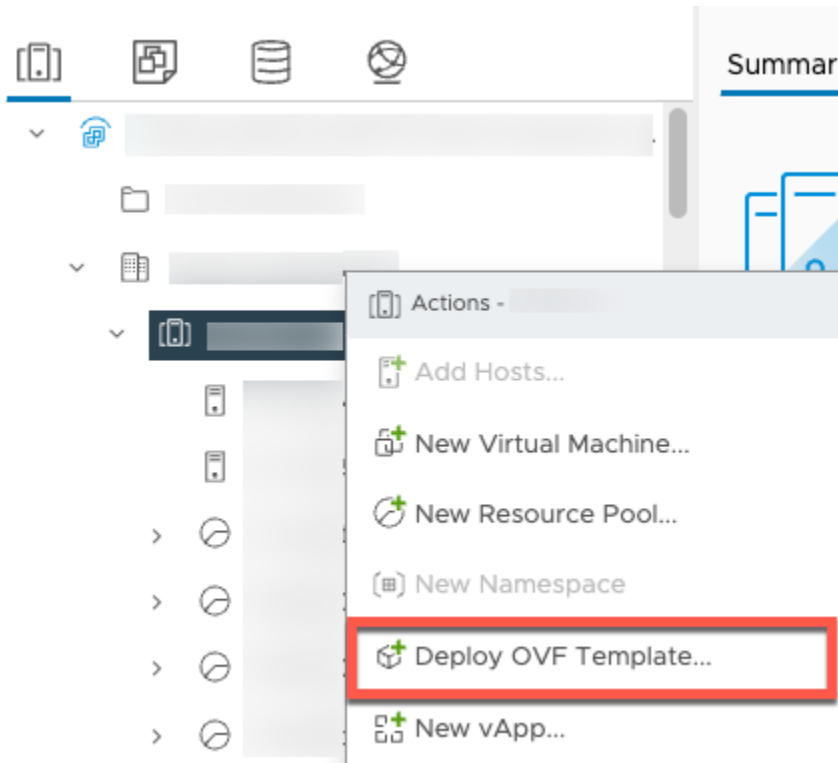 Summar
Actions -
Add Hosts...
New Virtual Machine...
New Resource Pool...
New Namespace
Deploy OVF Template...
New vApp...